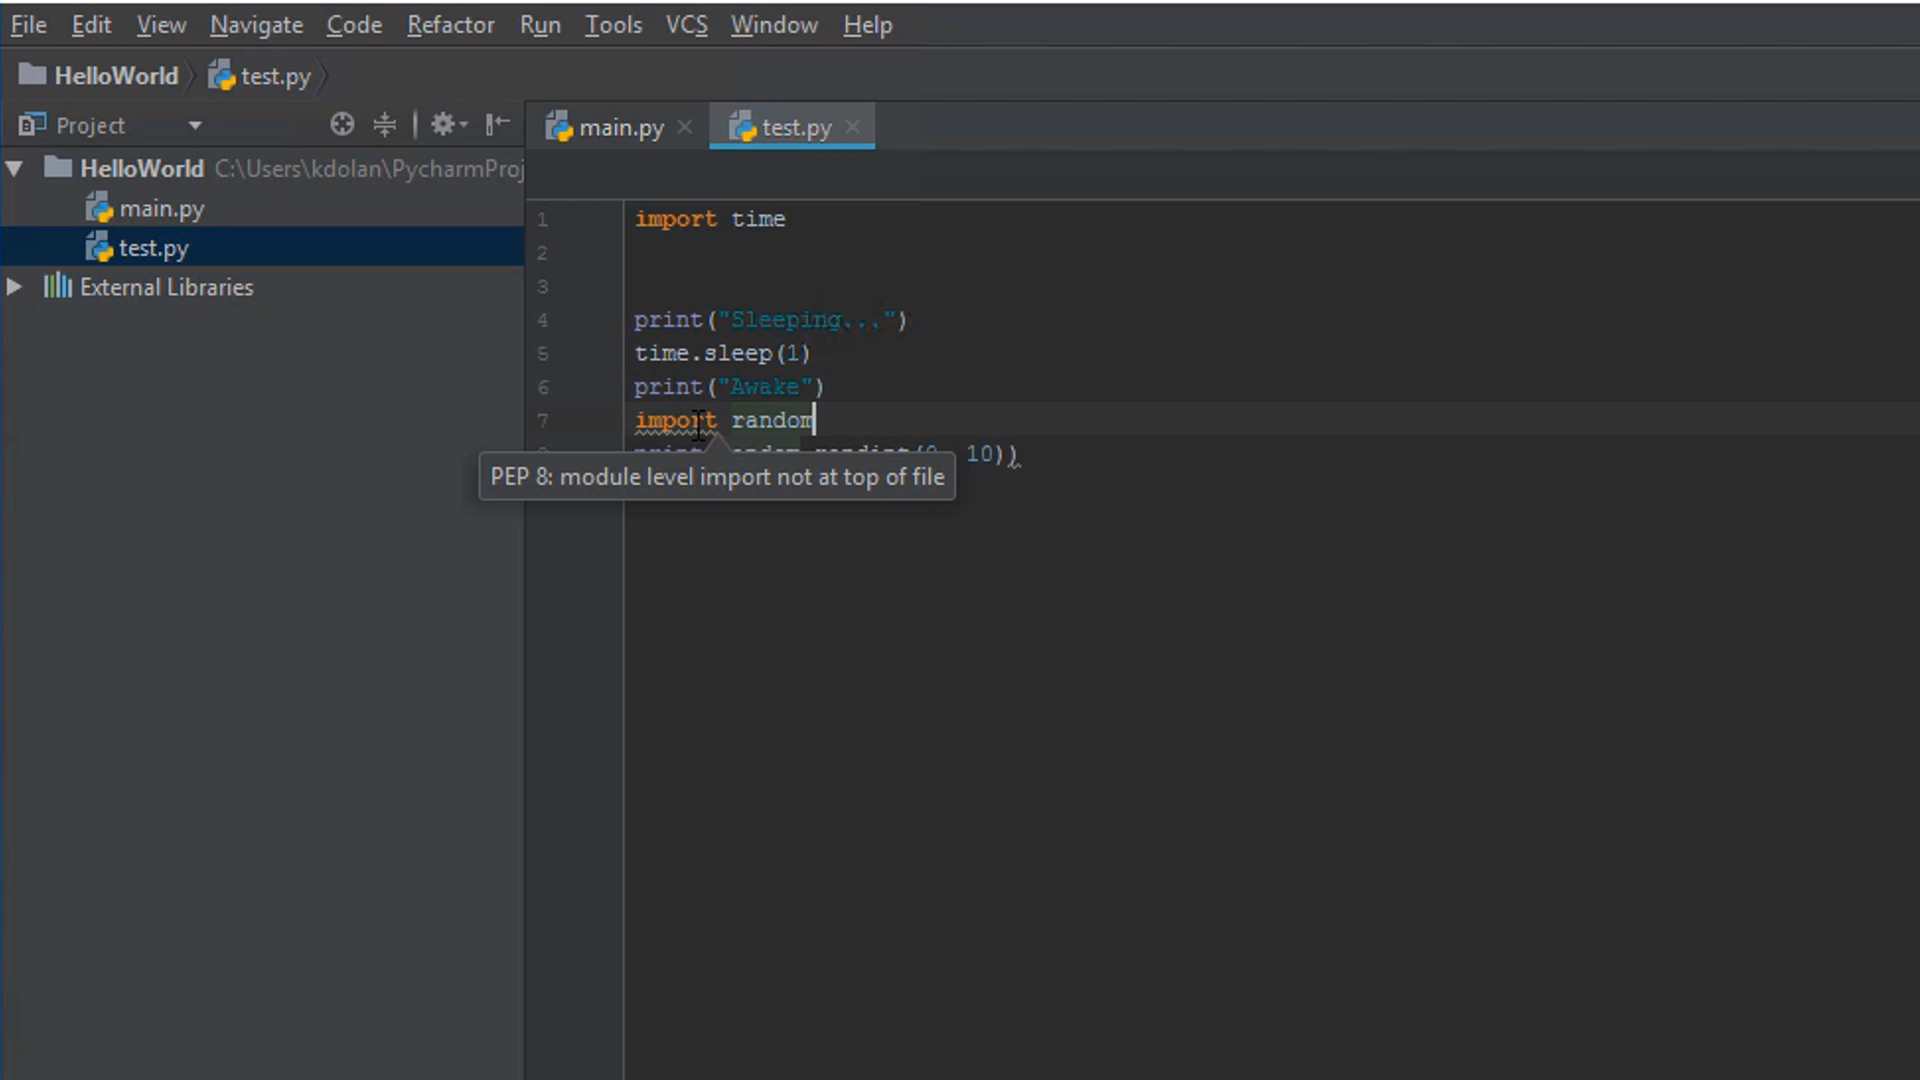 File Edit View Navigate Code Refactor Run Tools VCS Window Help
HelloWorld test.py
Project
main.py test.py
HelloWorld C:\Users\kdolan\PycharmProj
main.py
test.py
External Libraries
1 import time
2
3
4 print("Sleeping...")
5 time.sleep(1)
6 print("Awake")
7 import random
10))
PEP 8: module level import not at top of file